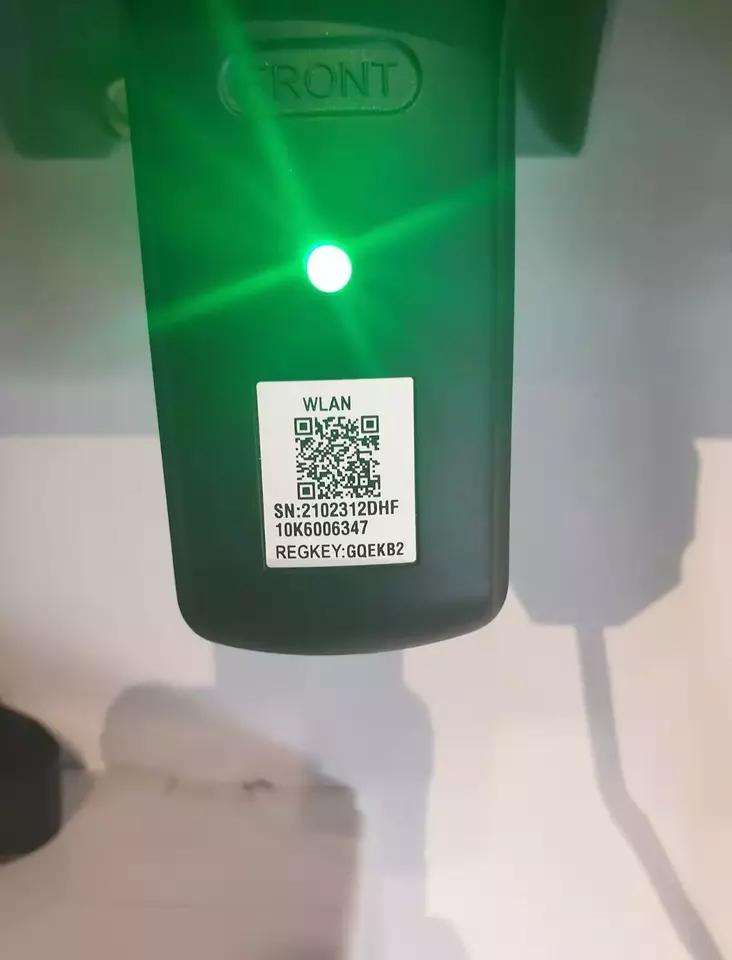 FRONT
WLAN
SN:2102312DHF
10K6006347
REGKEY:GQEKB2